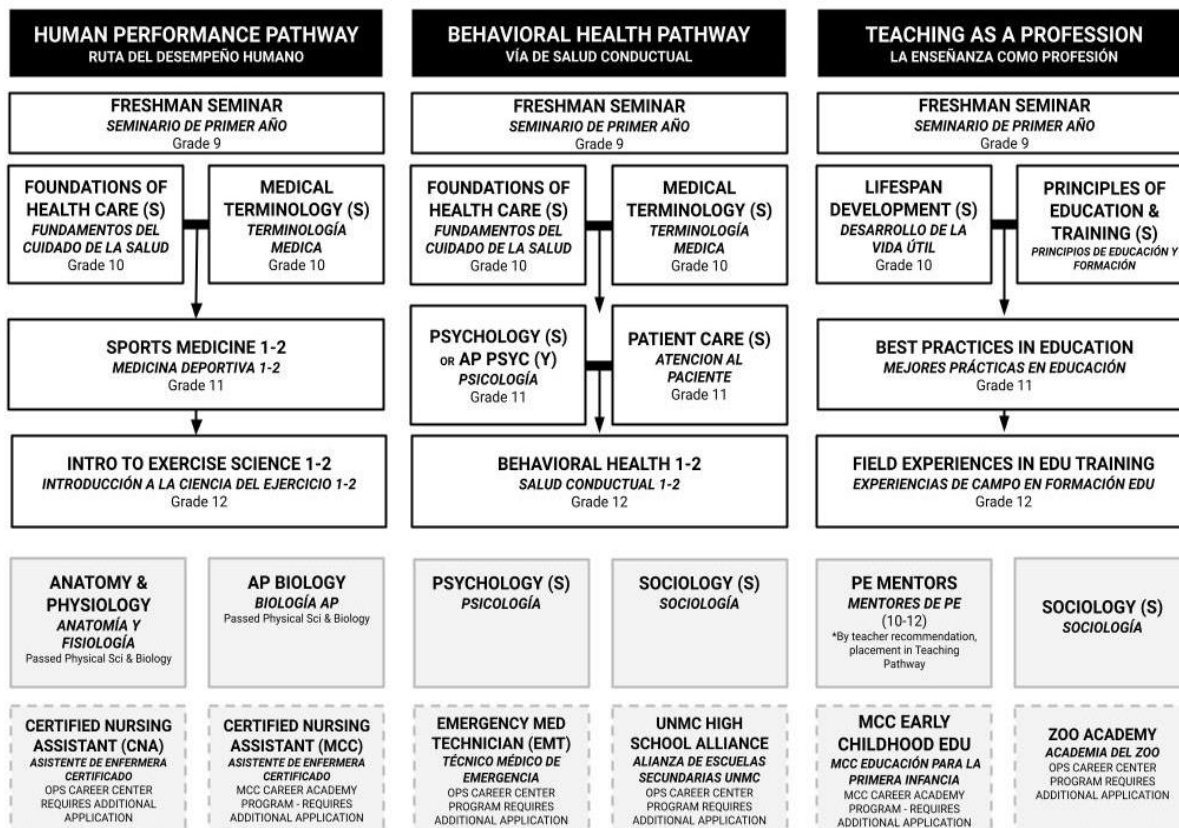 HUMAN PERFORMANCE PATHWAY
RUTA DEL DESEMPEÑO HUMANO
FRESHMAN SEMINAR
SEMINARIO DE PRIMER AÑO
Grade 9
FOUNDATIONS OF
HEALTH CARE (S)
FUNDAMENTOS DEL
CUIDADO DE LA SALUD
Grade 10
MEDICAL
TERMINOLOGY (S)
TERMINOLOGÍA
MEDICA
Grade 10
SPORTS MEDICINE 1-2
MEDICINA DEPORTIVA 1-2
Grade 11
INTRO TO EXERCISE SCIENCE 1-2
INTRODUCCIÓN A LA CIENCIA DEL EJERCICIO 1-2
Grade 12
ANATOMY &
PHYSIOLOGY
ANATOMÍA Y
FISIOLOGÍA
Passed Physical Sci & Biology
AP BIOLOGY
BIOLOGÍA AP
Passed Physical Sci & Biology
CERTIFIED NURSING
ASSISTANT (CNA)
ASISTENTE DE ENFERMERA
CERTIFICADO
OPS CAREER CENTER
REQUIRES ADDITIONAL
APPLICATION
CERTIFIED NURSING
ASSISTANT (MCC)
ASISTENTE DE ENFERMERA
CERTIFICADO
MCC CAREER ACADEMY
PROGRAM - REQUIRES
ADDITIONAL APPLICATION
BEHAVIORAL HEALTH PATHWAY
VÍA DE SALUD CONDUCTUAL
FRESHMAN SEMINAR
SEMINARIO DE PRIMER AÑO
Grade 9
FOUNDATIONS OF
HEALTH CARE (S)
FUNDAMENTOS DEL
CUIDADO DE LA SALUD
Grade 10
MEDICAL
TERMINOLOGY (S)
TERMINOLOGÍA
MEDICA
Grade 10
PSYCHOLOGY (S)
OR AP PSYC (Y)
PSICOLOGÍA
Grade 11
PATIENT CARE (S)
ATENCION AL
PACIENTE
Grade 11
BEHAVIORAL HEALTH 1-2
SALUD CONDUCTUAL 1-2
Grade 12
PSYCHOLOGY (S)
PSICOLOGÍA
SOCIOLOGY (S)
SOCIOLOGÍA
EMERGENCY MED
TECHNICIAN (EMT)
TÉCNICO MÉDICO DE
EMERGENCIA
OPS CAREER CENTER
PROGRAM REQUIRES
ADDITIONAL APPLICATION
UNMC HIGH
SCHOOL ALLIANCE
ALIANZA DE ESCUELAS
SECUNDARIAS UNMC
OPS CAREER CENTER
PROGRAM REQUIRES
ADDITIONAL APPLICATION
TEACHING AS A PROFESSION
LA ENSEÑANZA COMO PROFESIÓN
FRESHMAN SEMINAR
SEMINARIO DE PRIMER AÑO
Grade 9
LIFESPAN
DEVELOPMENT (S)
DESARROLLO DE LA
VIDA ÚTIL
Grade 10
PRINCIPLES OF
EDUCATION &
TRAINING (S)
PRINCIPIOS DE EDUCACIÓN Y
FORMACIÓN
BEST PRACTICES IN EDUCATION
MEJORES PRÁCTICAS EN EDUCACIÓN
Grade 11
FIELD EXPERIENCES IN EDU TRAINING
EXPERIENCIAS DE CAMPO EN FORMACIÓN EDU
Grade 12
PE MENTORS
MENTORES DE PE
(10-12)
*By teacher recommendation,
placement in Teaching
Pathway
SOCIOLOGY (S)
SOCIOLOGÍA
MCC EARLY
CHILDHOOD EDU
MCC EDUCACIÓN PARA LA
PRIMERA INFANCIA
MCC CAREER ACADEMY
PROGRAM - REQUIRES
ADDITIONAL APPLICATION
ZOO ACADEMY
ACADEMIA DEL ZOO
OPS CAREER CENTER
PROGRAM REQUIRES
ADDITIONAL APPLICATION